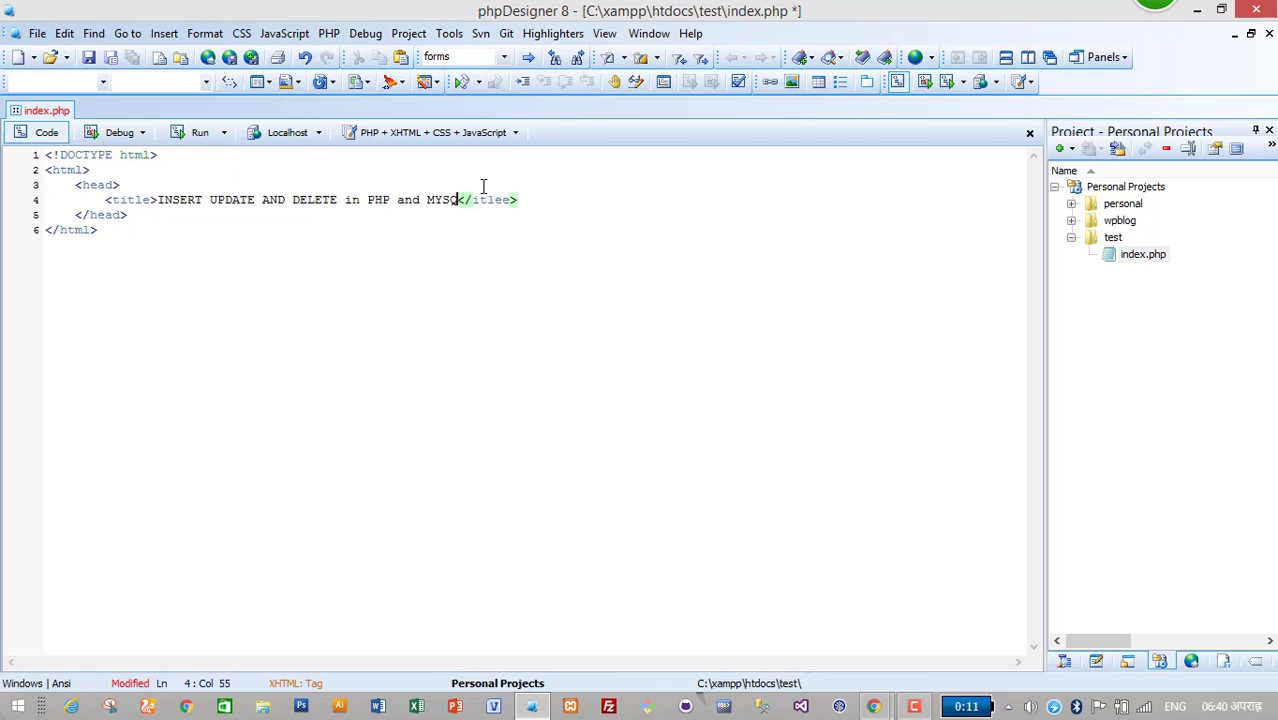 phpDesigner 8 - [C:\xampp\htdocs\test\index.php *]
File Edit Find Go to Insert Format CSS JavaScript PHP Debug Project Tools Svn Git Highlighters View Window Help
forms
Panels
index.php
Code Debug Run Localhost PHP + XHTML + CSS + JavaScript
1 <!DOCTYPE html>
2 <html>
3 <head>
4 <title>INSERT UPDATE AND DELETE in PHP and MYSQ</itlee>
5 </head>
6 </html>
Project - Personal Projects
Name
Personal Projects
personal
wpblog
test
index.php
Windows | Ansi Modified Ln 4 : Col 55 XHTML: Tag Personal Projects C:\xampp\htdocs\test\
0:11 ENG 06:40 अपराह्न